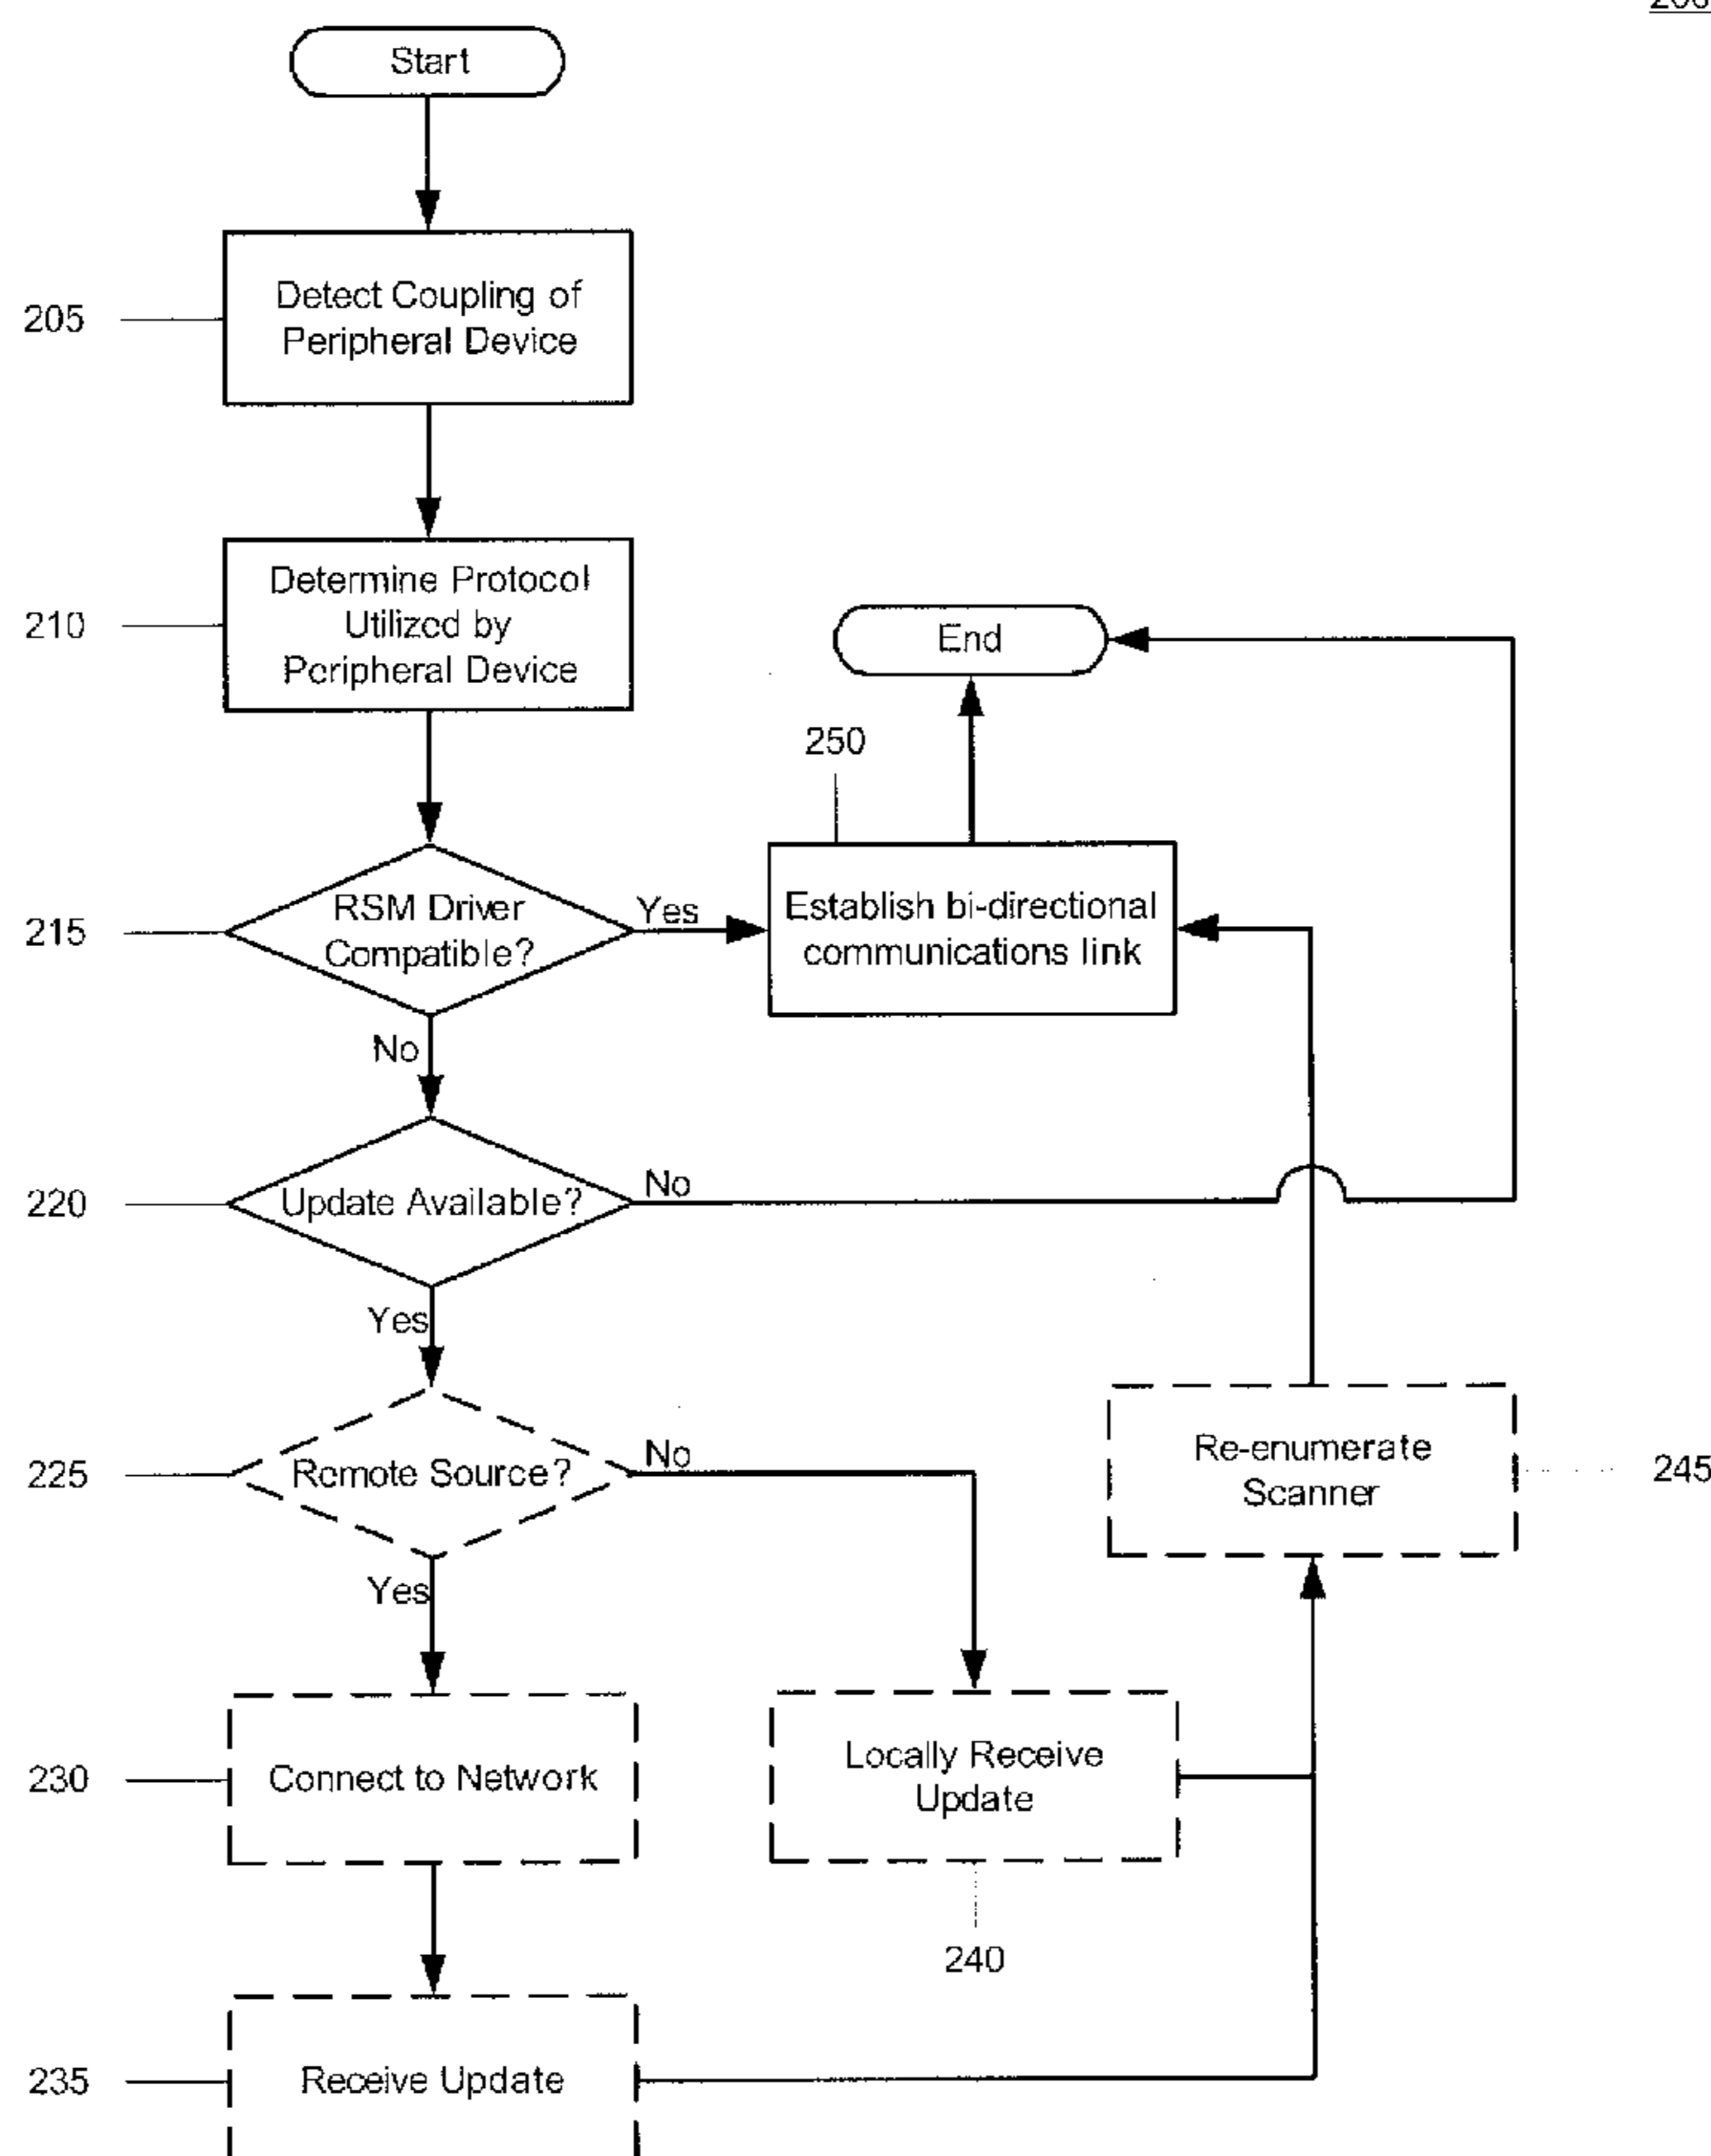 Start
205
Detect Coupling of
Peripheral Device
210
Determine Protocol
Utilized by
Peripheral Device
End
250
215
RSM Driver
Compatible?
Yes
Establish bi-directional
communications link
No
220
Update Available?
No
Yes
225
Remote Source?
No
Re-enumerate
Scanner
245
Yes
230
Connect to Network
Locally Receive
Update
240
235
Receive Update